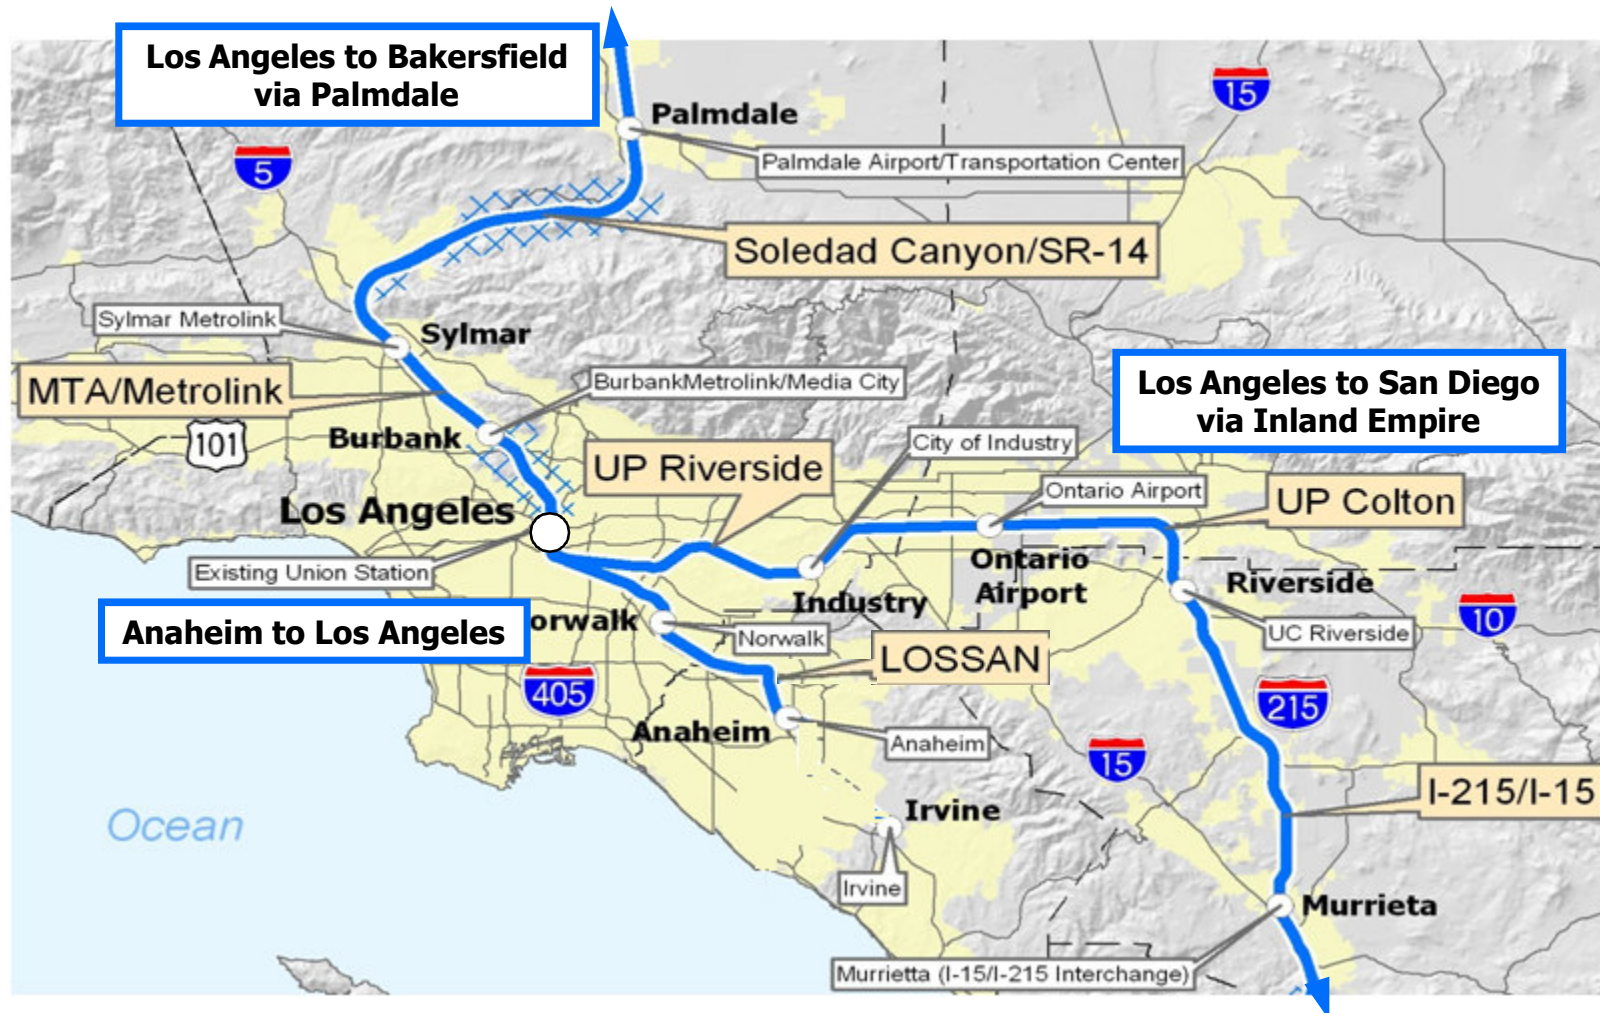 Los Angeles to Bakersfield
via Palmdale
15
Palmdale
5
Palmdale Airport/Transportation Center
Soledad Canyon/SR-14
Sylmar Metrolink
Sylmar
MTA/Metrolink
BurbankMetrolink/Media City
Los Angeles to San Diego
via Inland Empire
101
Burbank
City of Industry
UP Riverside
Ontario Airport
UP Colton
Los Angeles
Existing Union Station
Ontario
Airport
Riverside
Industry
Anaheim to Los Angeles
orwalk
Norwalk
UC Riverside
10
LOSSAN
405
215
Anaheim
Anaheim
15
I-215/I-15
Irvine
Ocean
Irvine
Murrieta
Murrietta (I-15/I-215 Interchange)